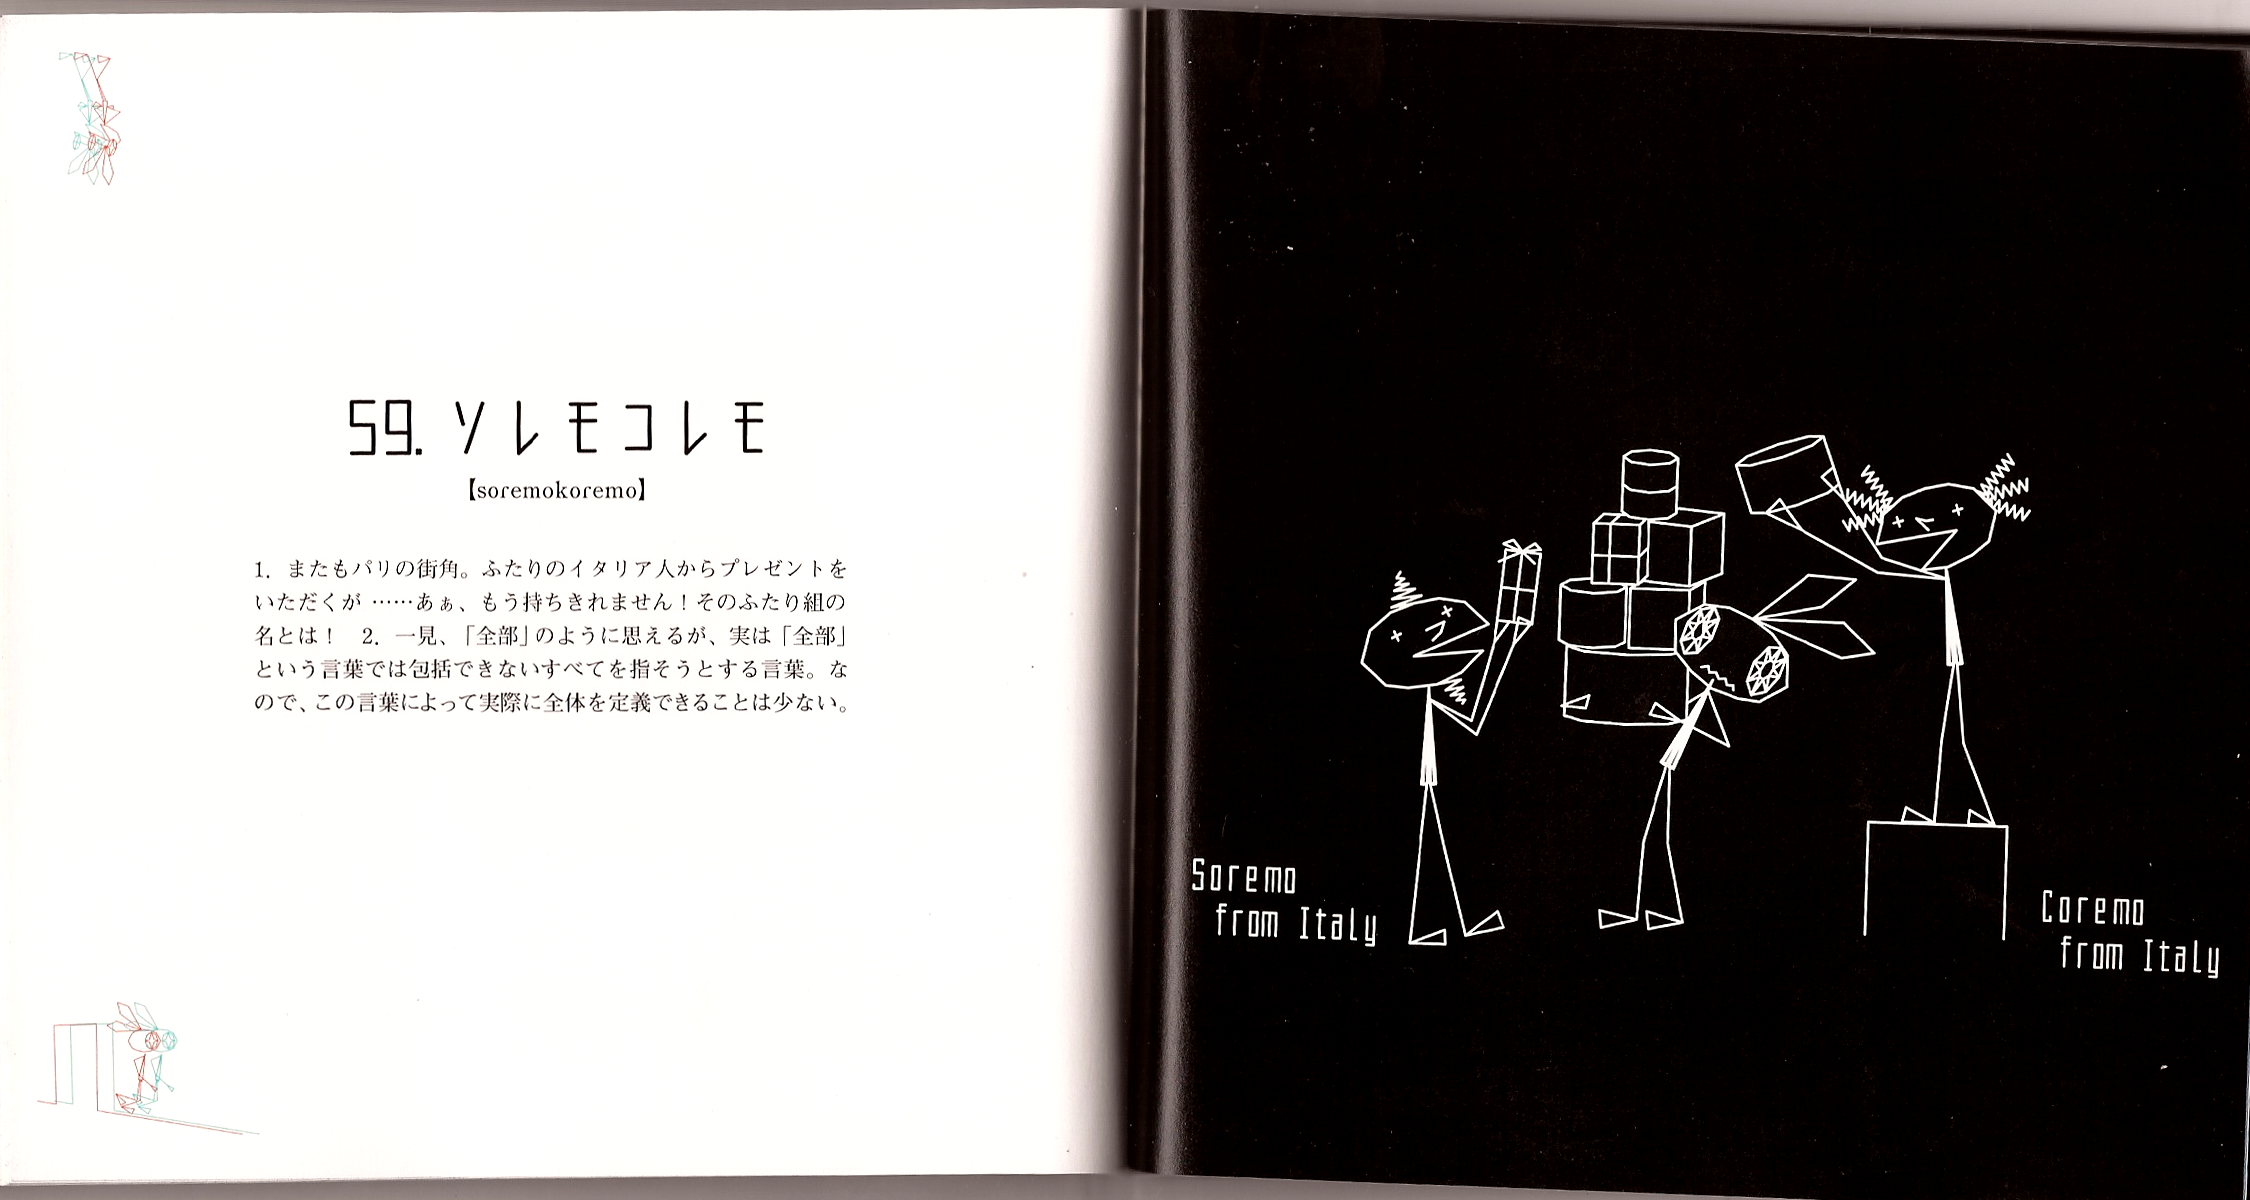 59. ソレモコレモ
【soremokoremo】
1. またもパリの街角。ふたりのイタリア人からプレゼントを
いただくが ……あぁ、もう持ちきれません！そのふたり組の
名とは！　2. 一見、「全部」のように思えるが、実は「全部」
という言葉では包括できないすべてを指そうとする言葉。な
ので、この言葉によって実際に全体を定義できることは少ない。
Soremo
from Italy
Coremo
from Italy